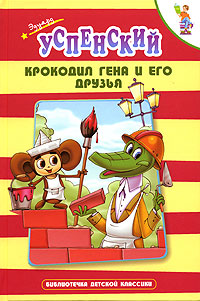 Эдуард
УСПЕНСКИЙ
КРОКОДИЛ ГЕНА И ЕГО
ДРУЗЬЯ
БИБЛИОТЕЧКА ДЕТСКОЙ КЛАССИКИ